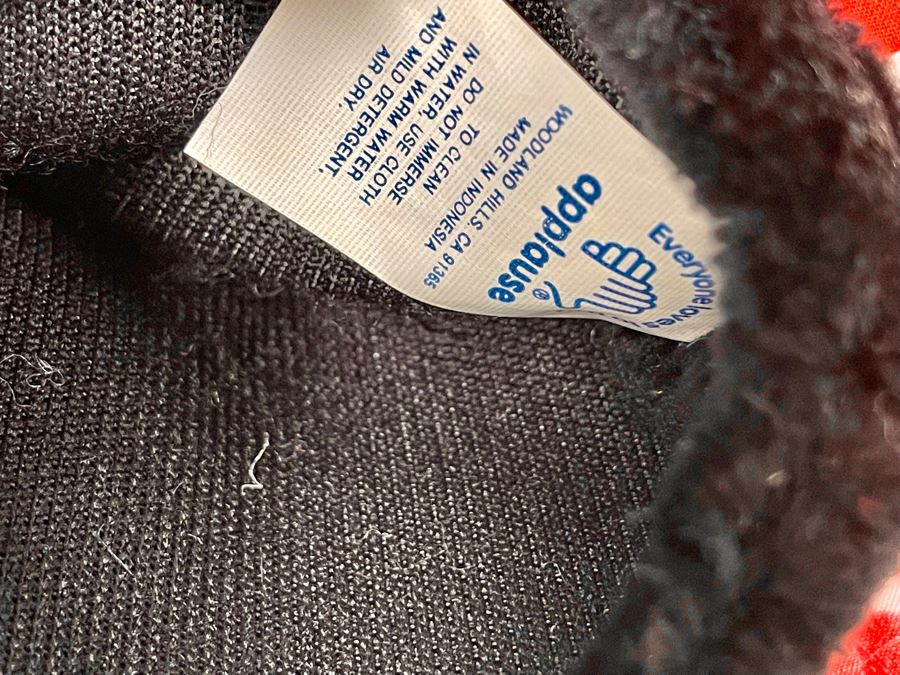 Everyone loves
applause®
WOODLAND HILLS, CA 91365
MADE IN INDONESIA
TO CLEAN
DO NOT IMMERSE
IN WATER. USE CLOTH
WITH WARM WATER
AND MILD DETERGENT,
AIR DRY.